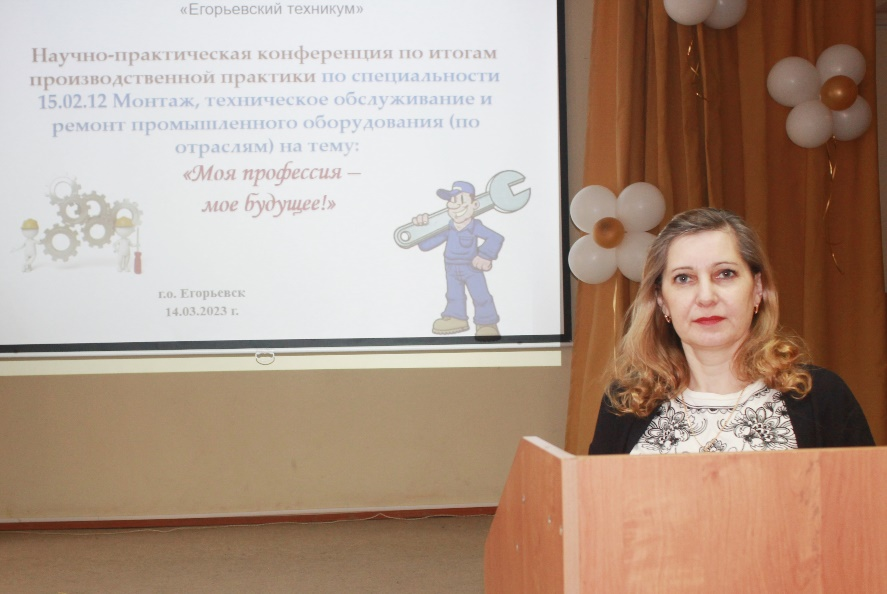 «Егорьевский техникум»
Научно-практическая конференция по итогам
производственной практики по специальности
15.02.12 Монтаж, техническое обслуживание и
ремонт промышленного оборудования (по
отраслям) на тему:
«Моя профессия –
мое будущее!»
г.о. Егорьевск
14.03.2023 г.